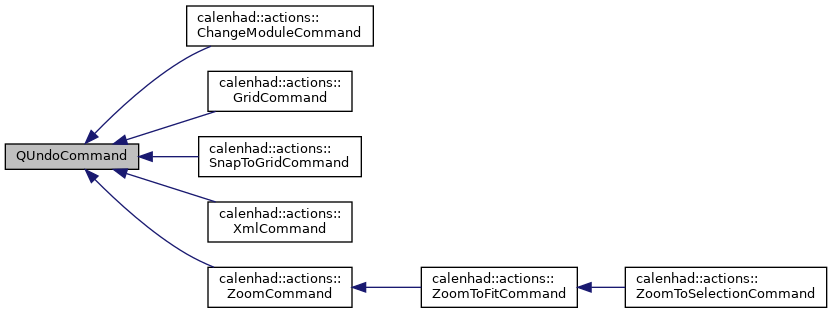 calenhad::actions::
ChangeModuleCommand
calenhad::actions::
GridCommand
QUndoCommand
calenhad::actions::
SnapToGridCommand
calenhad::actions::
XmlCommand
calenhad::actions::
ZoomCommand
calenhad::actions::
ZoomToFitCommand
calenhad::actions::
ZoomToSelectionCommand